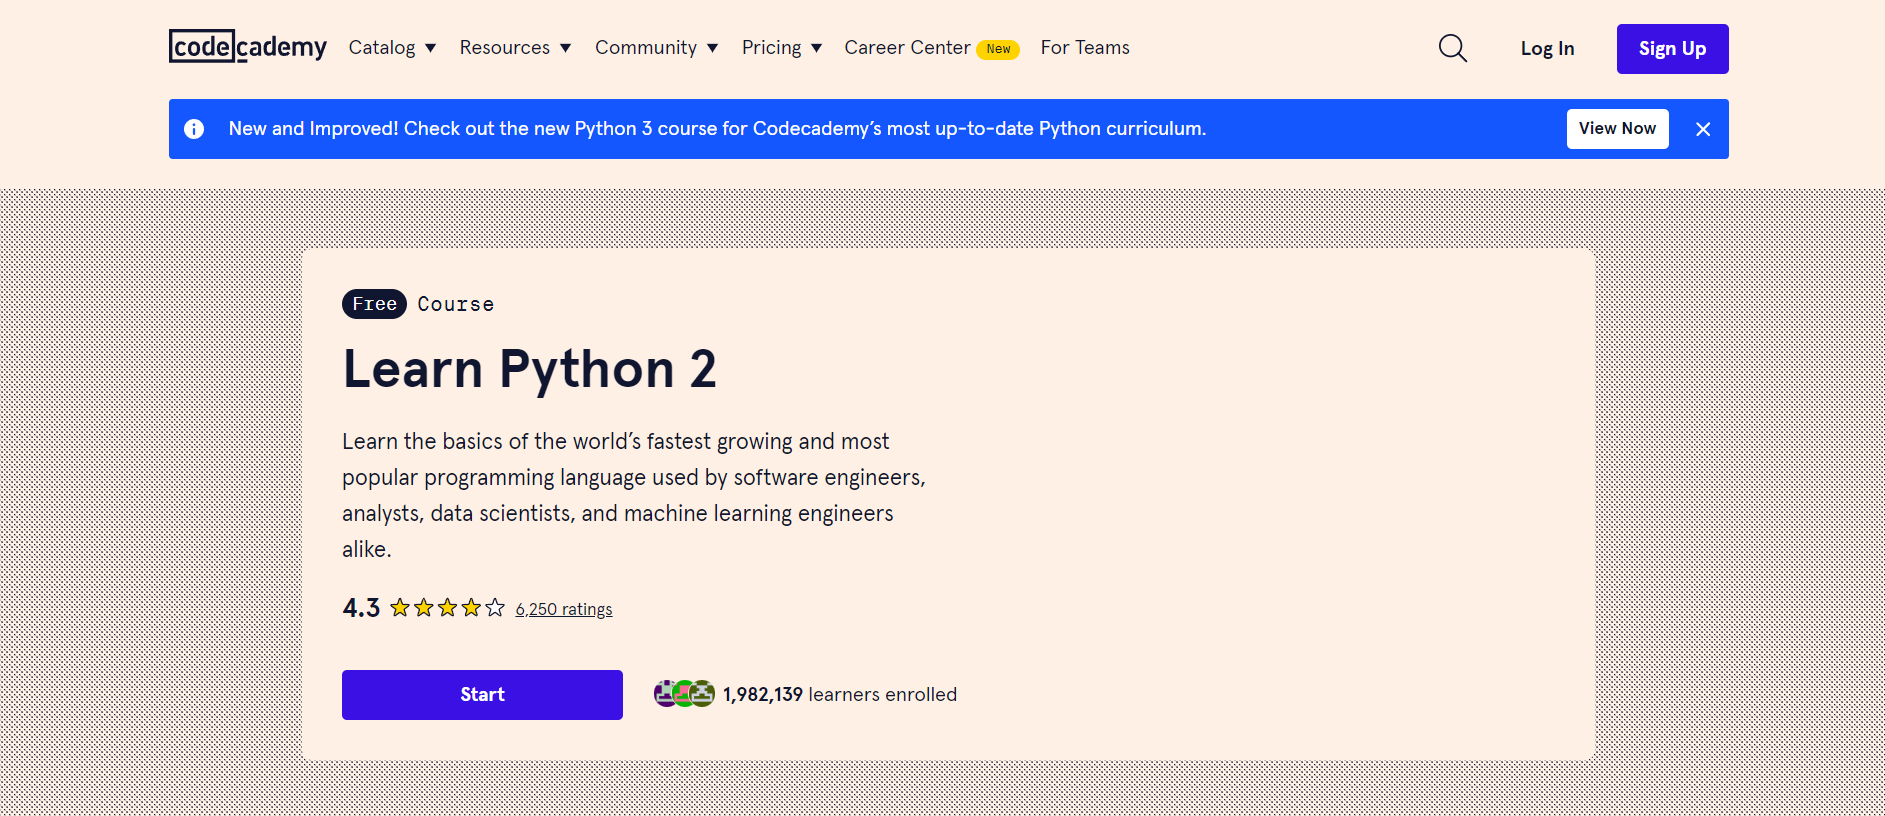 codecademy Catalog Resources Community Pricing Career Center New For Teams Log In Sign Up
New and Improved! Check out the new Python 3 course for Codecademy’s most up-to-date Python curriculum. View Now
Free Course
Learn Python 2
Learn the basics of the world’s fastest growing and most
popular programming language used by software engineers,
analysts, data scientists, and machine learning engineers
alike.
4.3 6,250 ratings
Start 1,982,139 learners enrolled